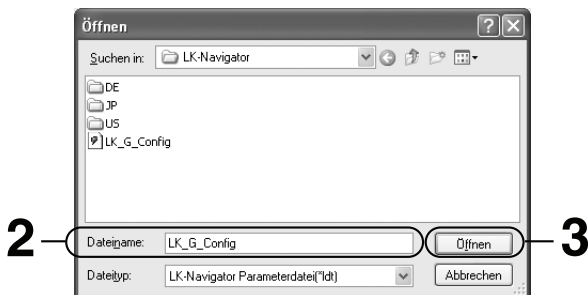 Öffnen
Suchen in: LK-Navigator
DE
JP
US
LK_G_Config
2 Dateiname: LK_G_Config Öffnen 3
Dateityp: LK-Navigator Parameterdatei(*ldt) Abbrechen